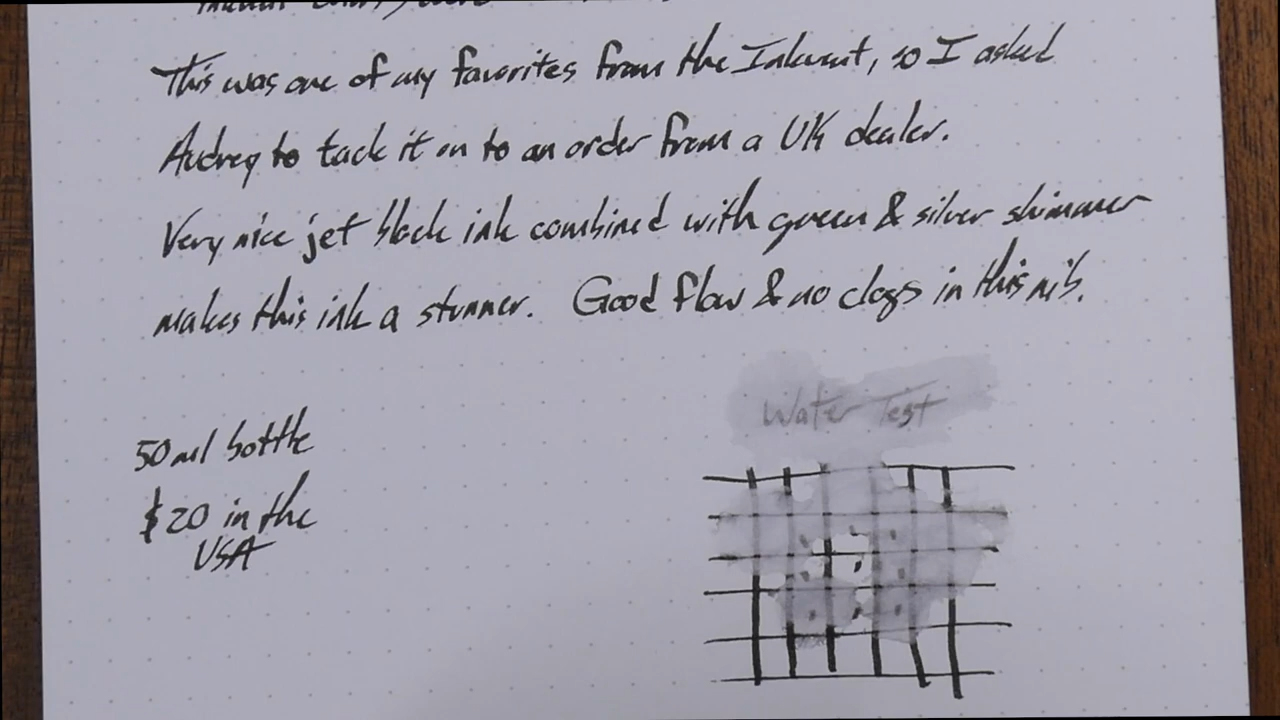 This was one of my favorites from the Inkvent, so I asked
Audrey to tack it on to an order from a UK dealer.
Very nice jet black ink combined with green & silver shimmer
makes this ink a stunner. Good flow & no clogs in this nib.
50 ml bottle
$20 in the
USA
Water Test